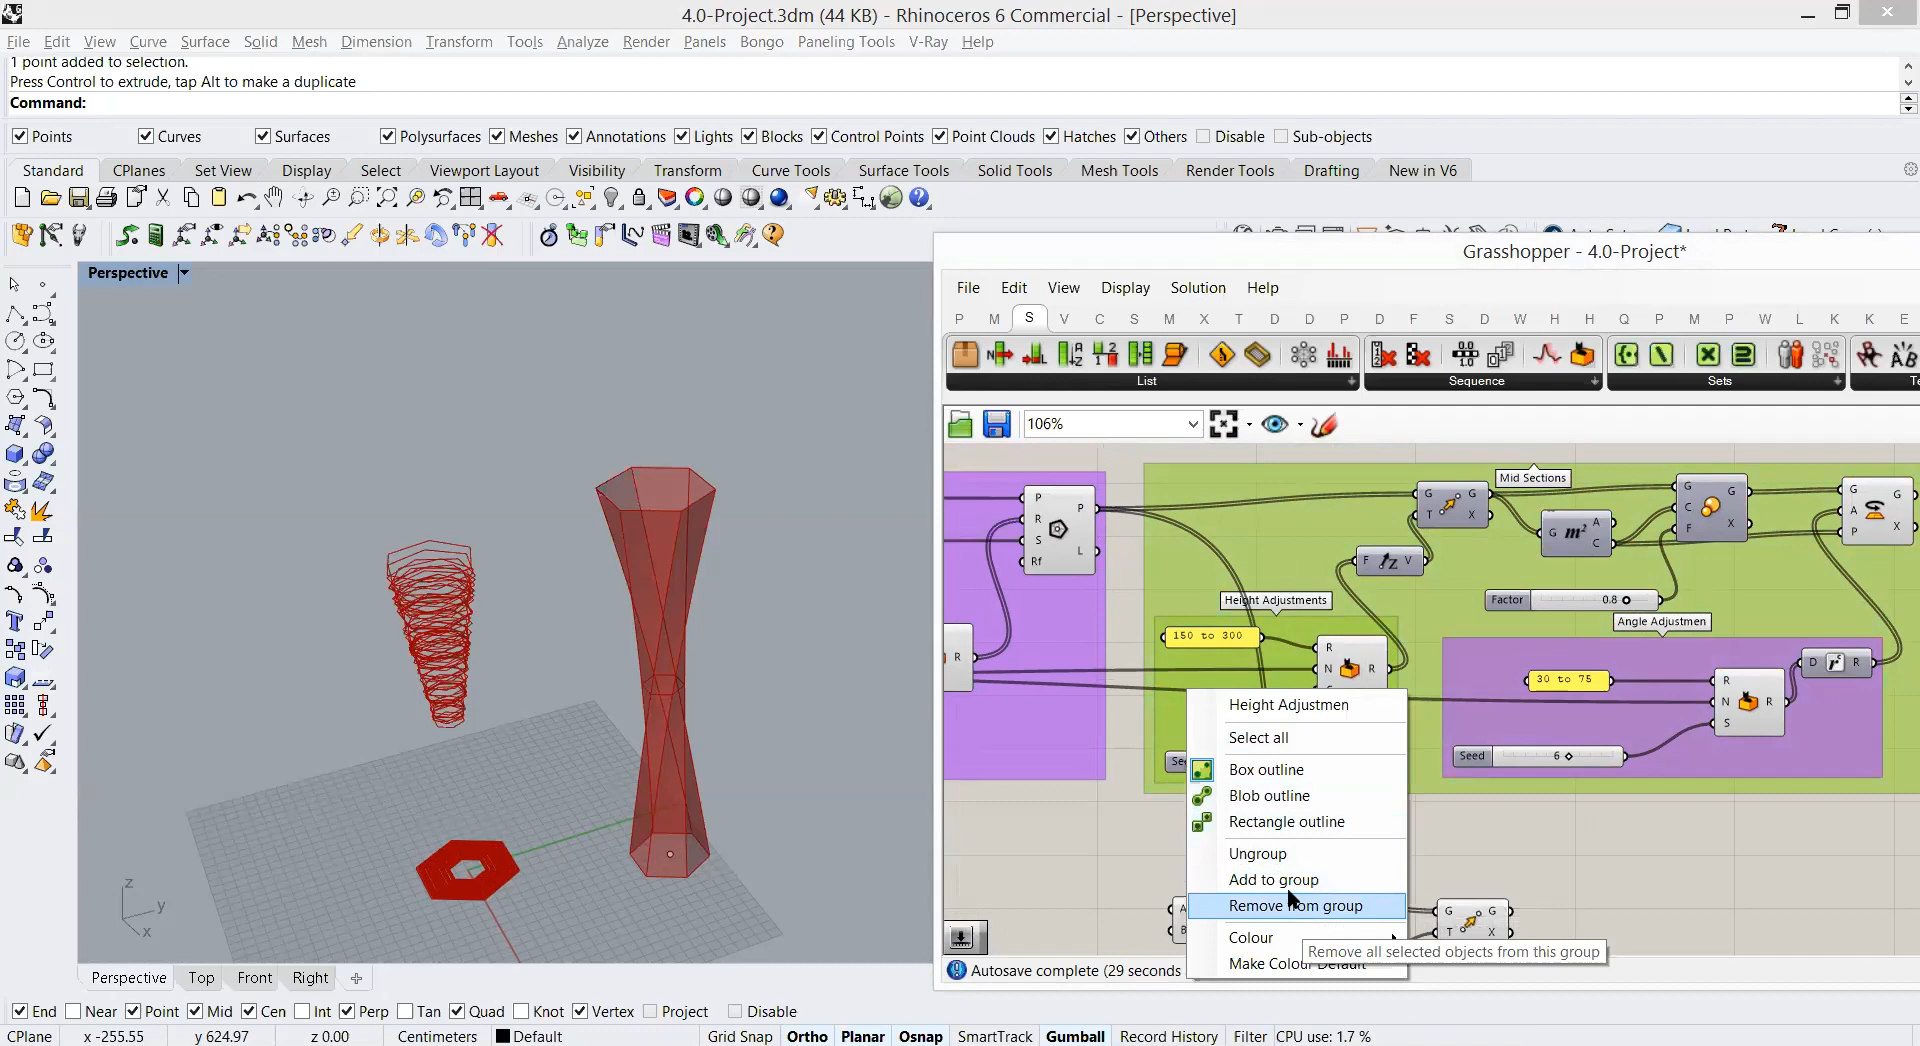 4.0-Project.3dm (44 KB) - Rhinoceros 6 Commercial - [Perspective]
File Edit View Curve Surface Solid Mesh Dimension Transform Tools Analyze Render Panels Bongo Paneling Tools V-Ray Help
1 point added to selection.
Press Control to extrude, tap Alt to make a duplicate
Command:
Points Curves Surfaces Polysurfaces Meshes Annotations Lights Blocks Control Points Point Clouds Hatches Others Disable Sub-objects
Standard CPlanes Set View Display Select Viewport Layout Visibility Transform Curve Tools Surface Tools Solid Tools Mesh Tools Render Tools Drafting New in V6
Perspective
Grasshopper - 4.0-Project*
File Edit View Display Solution Help
P M S V C S M X T D D P D F S D W H H Q P M P W L K K E
List Sequence Sets
106%
Mid Sections
P R S Rf P L
G T G X
G A C
G C F G X
G A P G X
F V
Factor 0.8
Height Adjustments
Angle Adjustmen
150 to 300
R N R
R
30 to 75
R N S R
D R
Seed 6
Height Adjustmen
Select all
Box outline
Blob outline
Rectangle outline
Ungroup
Add to group
Remove from group
Colour
Remove all selected objects from this group
Make Colour Default
A B
G T G X
Autosave complete (29 seconds
z y x
Perspective Top Front Right
End Near Point Mid Cen Int Perp Tan Quad Knot Vertex Project Disable
CPlane x -255.55 y 624.97 z 0.00 Centimeters Default Grid Snap Ortho Planar Osnap SmartTrack Gumball Record History Filter CPU use: 1.7 %